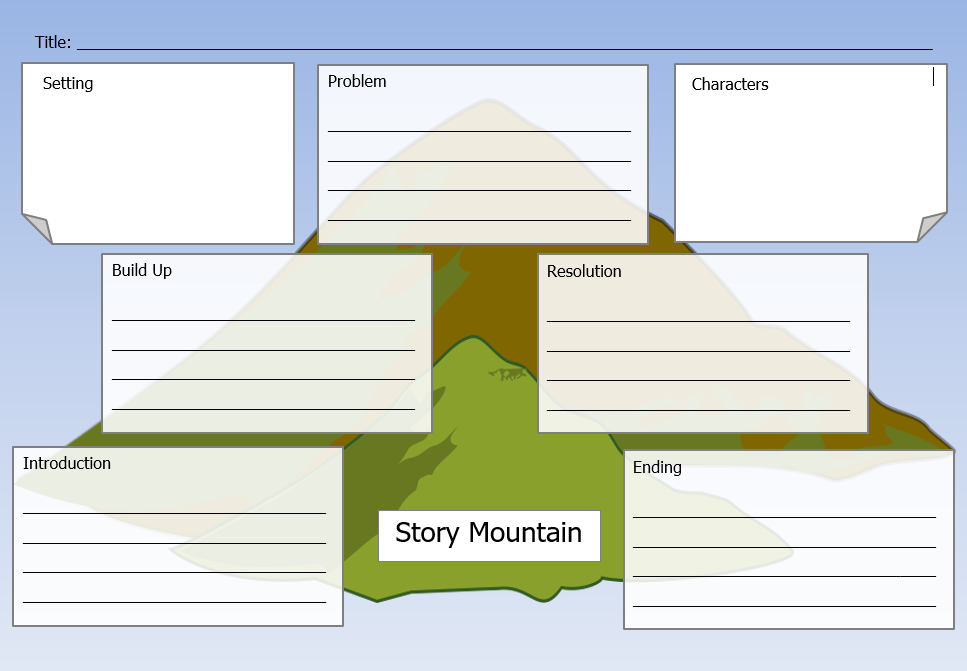 Title:
Setting
Problem
Characters
Build Up
Resolution
Introduction
Ending
Story Mountain